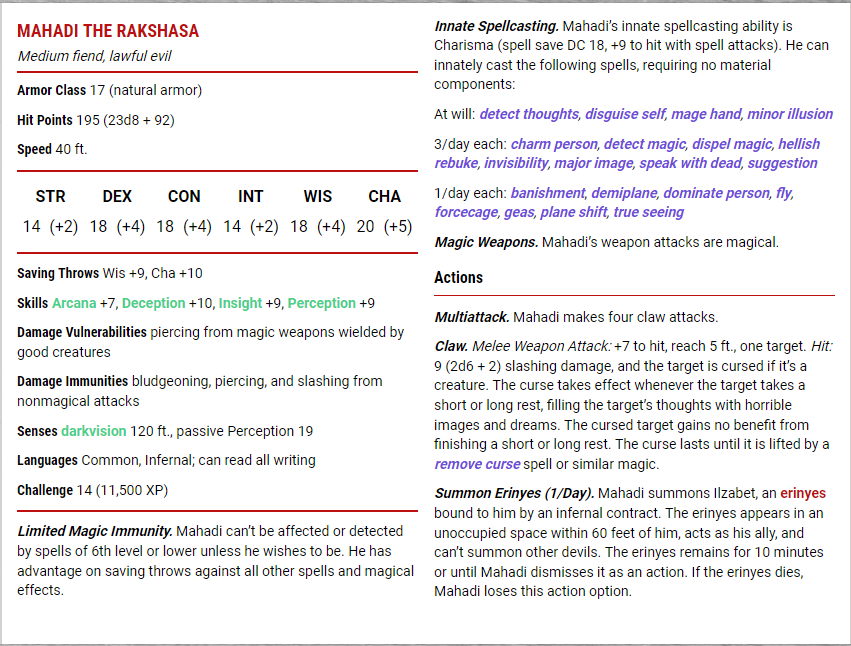 MAHADI THE RAKSHASA
Medium fiend, lawful evil
Armor Class 17 (natural armor)
Hit Points 195 (23d8 + 92)
Speed 40 ft.
STR DEX CON INT WIS CHA
14 (+2) 18 (+4) 18 (+4) 14 (+2) 18 (+4) 20 (+5)
Saving Throws Wis +9, Cha +10
Skills Arcana +7, Deception +10, Insight +9, Perception +9
Damage Vulnerabilities piercing from magic weapons wielded by
good creatures
Damage Immunities bludgeoning, piercing, and slashing from
nonmagical attacks
Senses darkvision 120 ft., passive Perception 19
Languages Common, Infernal; can read all writing
Challenge 14 (11,500 XP)
Limited Magic Immunity. Mahadi can’t be affected or detected
by spells of 6th level or lower unless he wishes to be. He has
advantage on saving throws against all other spells and magical
effects.
Innate Spellcasting. Mahadi’s innate spellcasting ability is
Charisma (spell save DC 18, +9 to hit with spell attacks). He can
innately cast the following spells, requiring no material
components:
At will: detect thoughts, disguise self, mage hand, minor illusion
3/day each: charm person, detect magic, dispel magic, hellish
rebuke, invisibility, major image, speak with dead, suggestion
1/day each: banishment, demiplane, dominate person, fly,
forcecage, geas, plane shift, true seeing
Magic Weapons. Mahadi’s weapon attacks are magical.
Actions
Multiattack. Mahadi makes four claw attacks.
Claw. Melee Weapon Attack: +7 to hit, reach 5 ft., one target. Hit:
9 (2d6 + 2) slashing damage, and the target is cursed if it’s a
creature. The curse takes effect whenever the target takes a
short or long rest, filling the target’s thoughts with horrible
images and dreams. The cursed target gains no benefit from
finishing a short or long rest. The curse lasts until it is lifted by a
remove curse spell or similar magic.
Summon Erinyes (1/Day). Mahadi summons Ilzabet, an erinyes
bound to him by an infernal contract. The erinyes appears in an
unoccupied space within 60 feet of him, acts as his ally, and
can’t summon other devils. The erinyes remains for 10 minutes
or until Mahadi dismisses it as an action. If the erinyes dies,
Mahadi loses this action option.